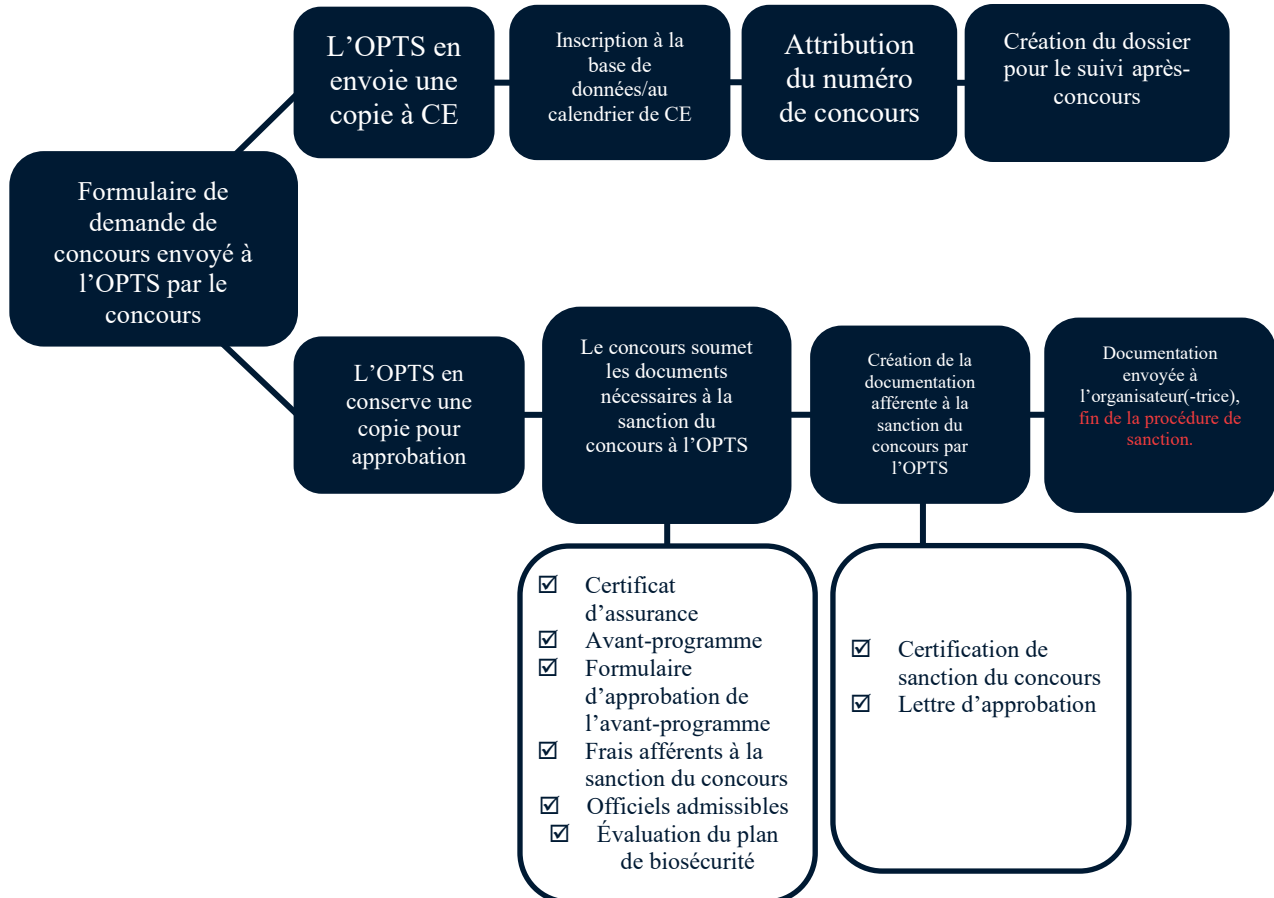 L’OPTS en
envoie une
copie à CE
Inscription à la
base de
données/au
calendrier de CE
Attribution
du numéro
de concours
Création du dossier
pour le suivi après-
concours
Formulaire de
demande de
concours envoyé à
l’OPTS par le
concours
L’OPTS en
conserve une
copie pour
approbation
Le concours soumet
les documents
nécessaires à la
sanction du
concours à l’OPTS
Création de la
documentation
afférente à la
sanction du
concours par
l’OPTS
Documentation
envoyée à
l’organisateur(-trice),
fin de la procédure de
sanction.
☑ Certificat
d’assurance
☑ Avant-programme
☑ Formulaire
d’approbation de
l’avant-programme
☑ Frais afférents à la
sanction du concours
☑ Officiels admissibles
☑ Évaluation du plan
de biosécurité
☑ Certification de
sanction du concours
☑ Lettre d’approbation